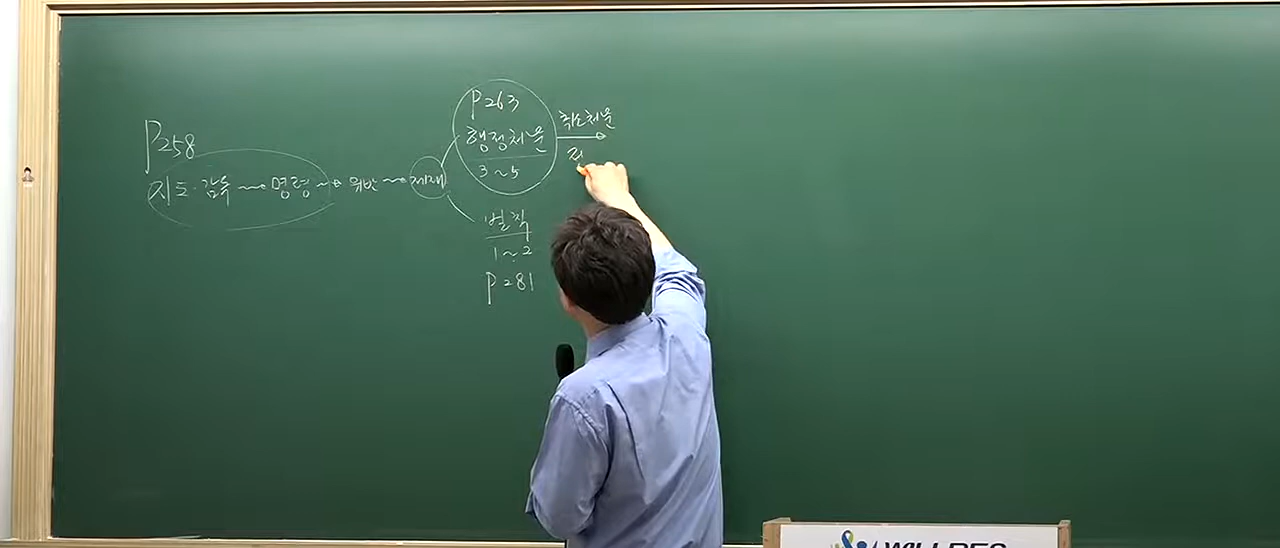 P258
지도·감독 → 명령 → 위반 → 제재
P263
행정처분
3~5
취소처분
벌칙
1~2
P281